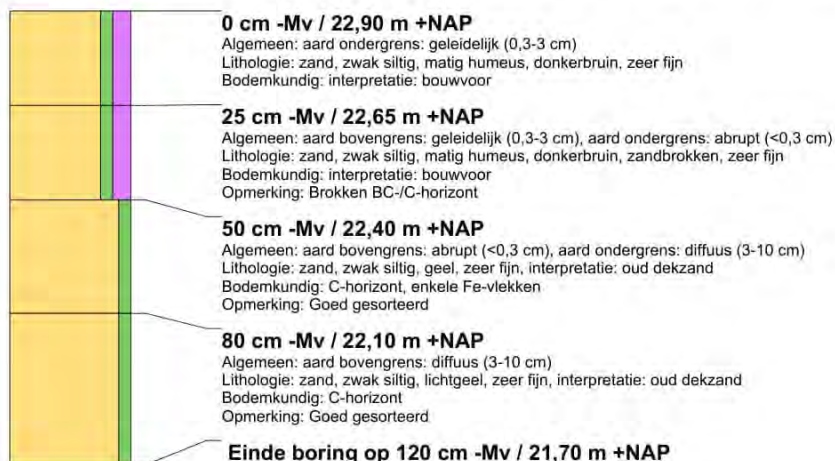 0 cm -Mv / 22,90 m +NAP
Algemeen: aard ondergrens: geleidelijk (0,3-3 cm)
Lithologie: zand, zwak siltig, matig humeus, donkerbruin, zeer fijn
Bodemkundig: interpretatie: bouwvoor
25 cm -Mv / 22,65 m +NAP
Algemeen: aard bovengrens: geleidelijk (0,3-3 cm), aard ondergrens: abrupt (<0,3 cm)
Lithologie: zand, zwak siltig, matig humeus, donkerbruin, zandbrokken, zeer fijn
Bodemkundig: interpretatie: bouwvoor
Opmerking: Brokken BC-/C-horizont
50 cm -Mv / 22,40 m +NAP
Algemeen: aard bovengrens: abrupt (<0,3 cm), aard ondergrens: diffuus (3-10 cm)
Lithologie: zand, zwak siltig, geel, zeer fijn, interpretatie: oud dekzand
Bodemkundig: C-horizont, enkele Fe-vlekken
Opmerking: Goed gesorteerd
80 cm -Mv / 22,10 m +NAP
Algemeen: aard bovengrens: diffuus (3-10 cm)
Lithologie: zand, zwak siltig, lichtgeel, zeer fijn, interpretatie: oud dekzand
Bodemkundig: C-horizont
Opmerking: Goed gesorteerd
Einde boring op 120 cm -Mv / 21,70 m +NAP